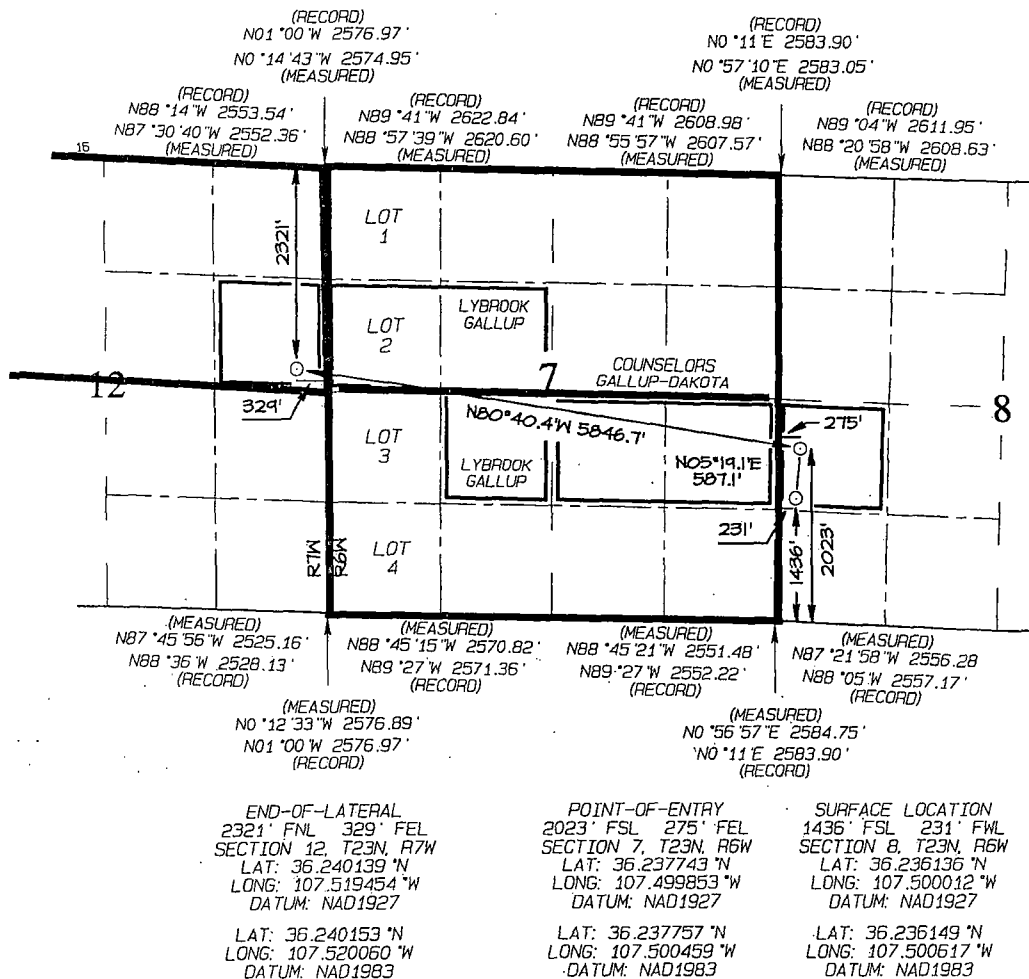 (RECORD)
N01°00'W 2576.97'
N0°14'43"W 2574.95'
(MEASURED)
(RECORD)
N0°11'E 2583.90'
N0°57'10"E 2583.05'
(MEASURED)
(RECORD)
N88°14'W 2553.54'
N87°30'40"W 2552.36'
(MEASURED)
(RECORD)
N89°41'W 2622.84'
N88°57'39"W 2620.60'
(MEASURED)
(RECORD)
N89°41'W 2608.98'
N88°55'57"W 2607.57'
(MEASURED)
(RECORD)
N89°04'W 2611.95'
N88°20'58"W 2608.63'
(MEASURED)
15
2321'
LOT
1
LOT
2
LYBROOK
GALLUP
12
7
8
COUNSELORS
GALLUP-DAKOTA
329'
N80°40.4'W 5846.7'
275'
LOT
3
LYBROOK
GALLUP
N05°19.1'E
587.1'
231'
1436'
2023'
R7W
R6W
LOT
4
(MEASURED)
N87°45'56"W 2525.16'
N88°36'W 2528.13'
(RECORD)
(MEASURED)
N88°45'15"W 2570.82'
N89°27'W 2571.36'
(RECORD)
(MEASURED)
N88°45'21"W 2551.48'
N89°27'W 2552.22'
(RECORD)
(MEASURED)
N87°21'58"W 2556.28
N88°05'W 2557.17'
(RECORD)
(MEASURED)
N0°12'33"W 2576.89'
N01°00'W 2576.97'
(RECORD)
(MEASURED)
N0°56'57"E 2584.75'
N0°11'E 2583.90'
(RECORD)
END-OF-LATERAL
2321' FNL 329' FEL
SECTION 12, T23N, R7W
LAT: 36.240139°N
LONG: 107.519454°W
DATUM: NAD1927
LAT: 36.240153°N
LONG: 107.520060°W
DATUM: NAD1983
POINT-OF-ENTRY
2023' FSL 275' FEL
SECTION 7, T23N, R6W
LAT: 36.237743°N
LONG: 107.499853°W
DATUM: NAD1927
LAT: 36.237757°N
LONG: 107.500459°W
DATUM: NAD1983
SURFACE LOCATION
1436' FSL 231' FWL
SECTION 8, T23N, R6W
LAT: 36.236136°N
LONG: 107.500012°W
DATUM: NAD1927
LAT: 36.236149°N
LONG: 107.500617°W
DATUM: NAD1983